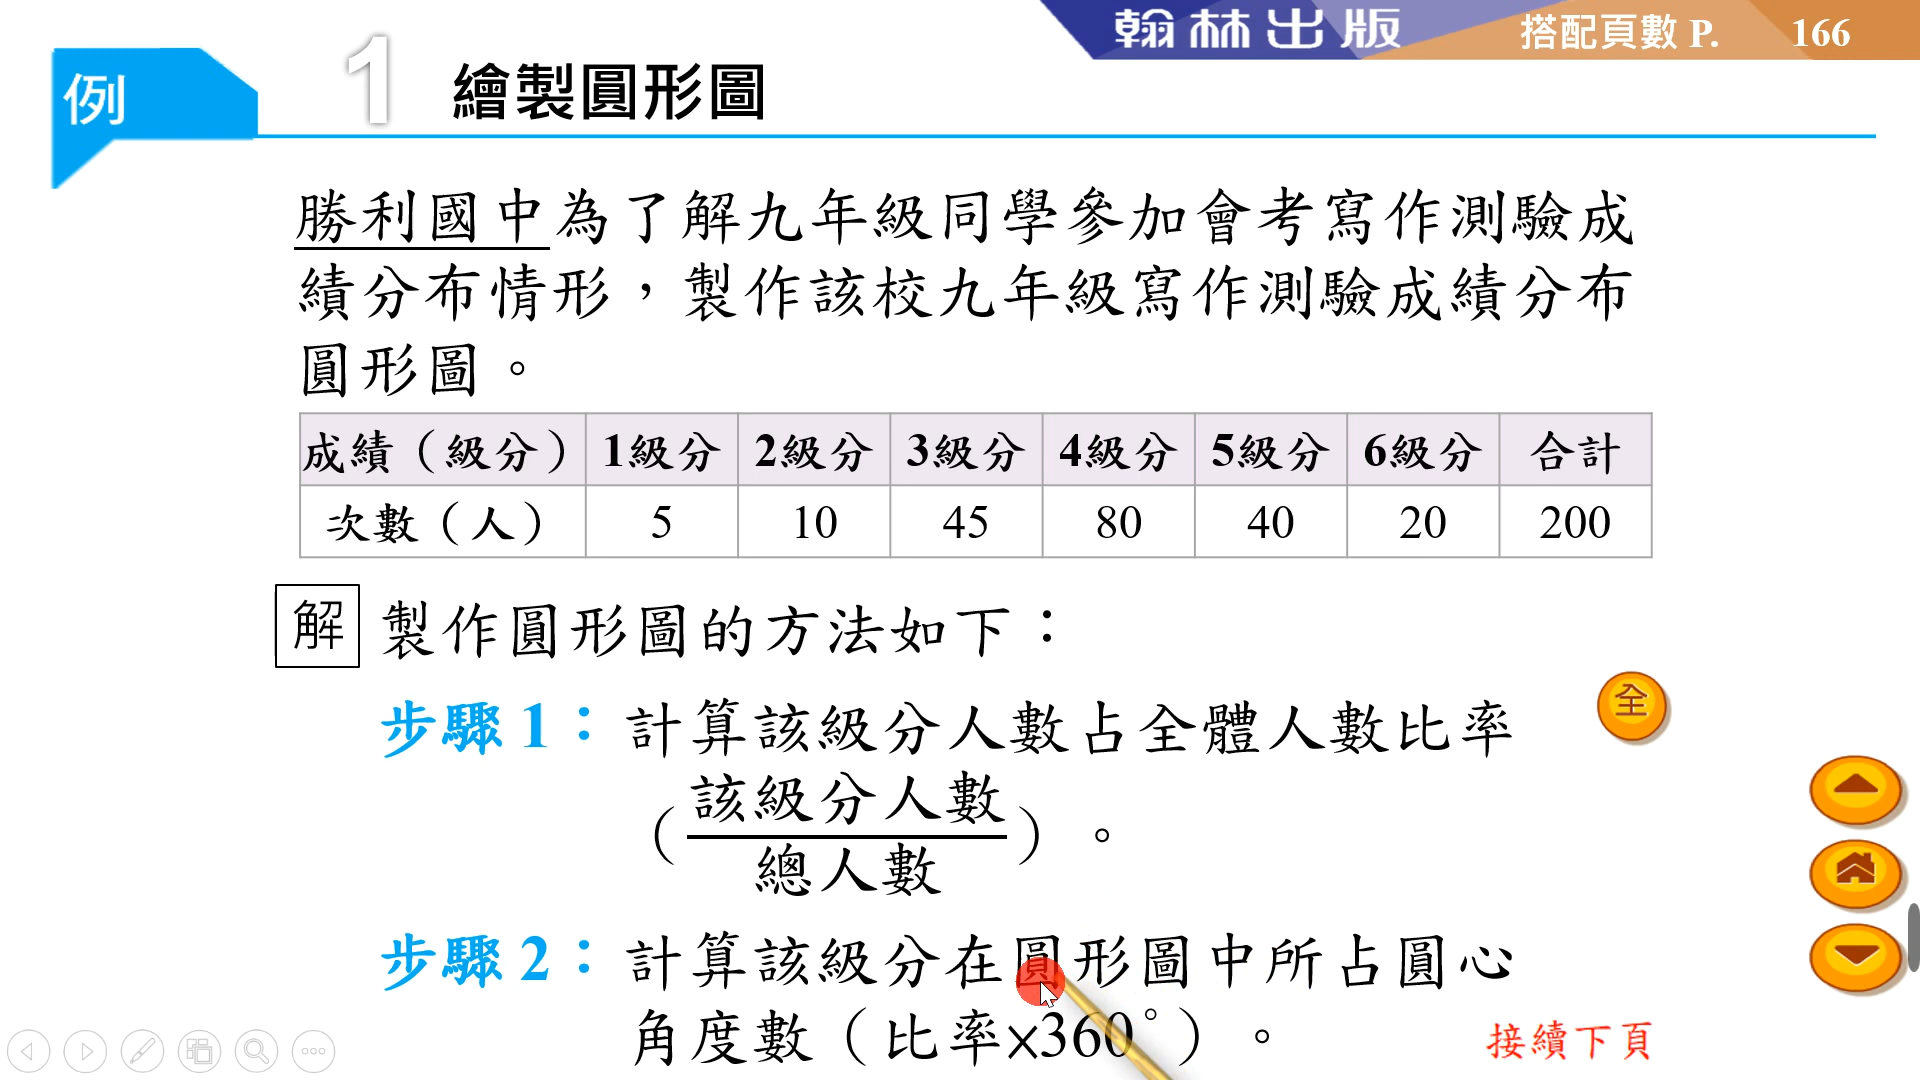 翰林出版
搭配頁數 P. 166
例 1 繪製圓形圖
勝利國中為了解九年級同學參加會考寫作測驗成
績分布情形，製作該校九年級寫作測驗成績分布
圓形圖。
成績（級分） 1級分 2級分 3級分 4級分 5級分 6級分 合計
次數（人） 5 10 45 80 40 20 200
解 製作圓形圖的方法如下：
全
步驟 1：計算該級分人數占全體人數比率
（該級分人數
總人數）。
步驟 2：計算該級分在圓形圖中所占圓心
角度數（比率×360°）。
接續下頁